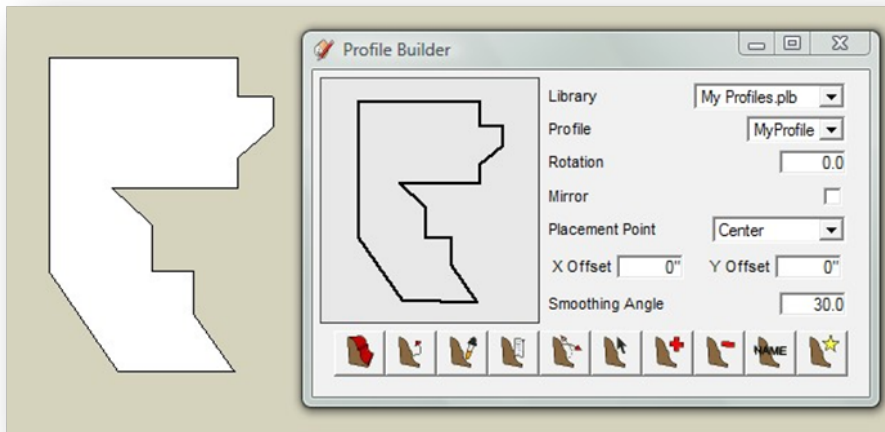 Profile Builder
Library My Profiles.plb
Profile MyProfile
Rotation 0.0
Mirror
Placement Point Center
X Offset 0" Y Offset 0"
Smoothing Angle 30.0
NAME